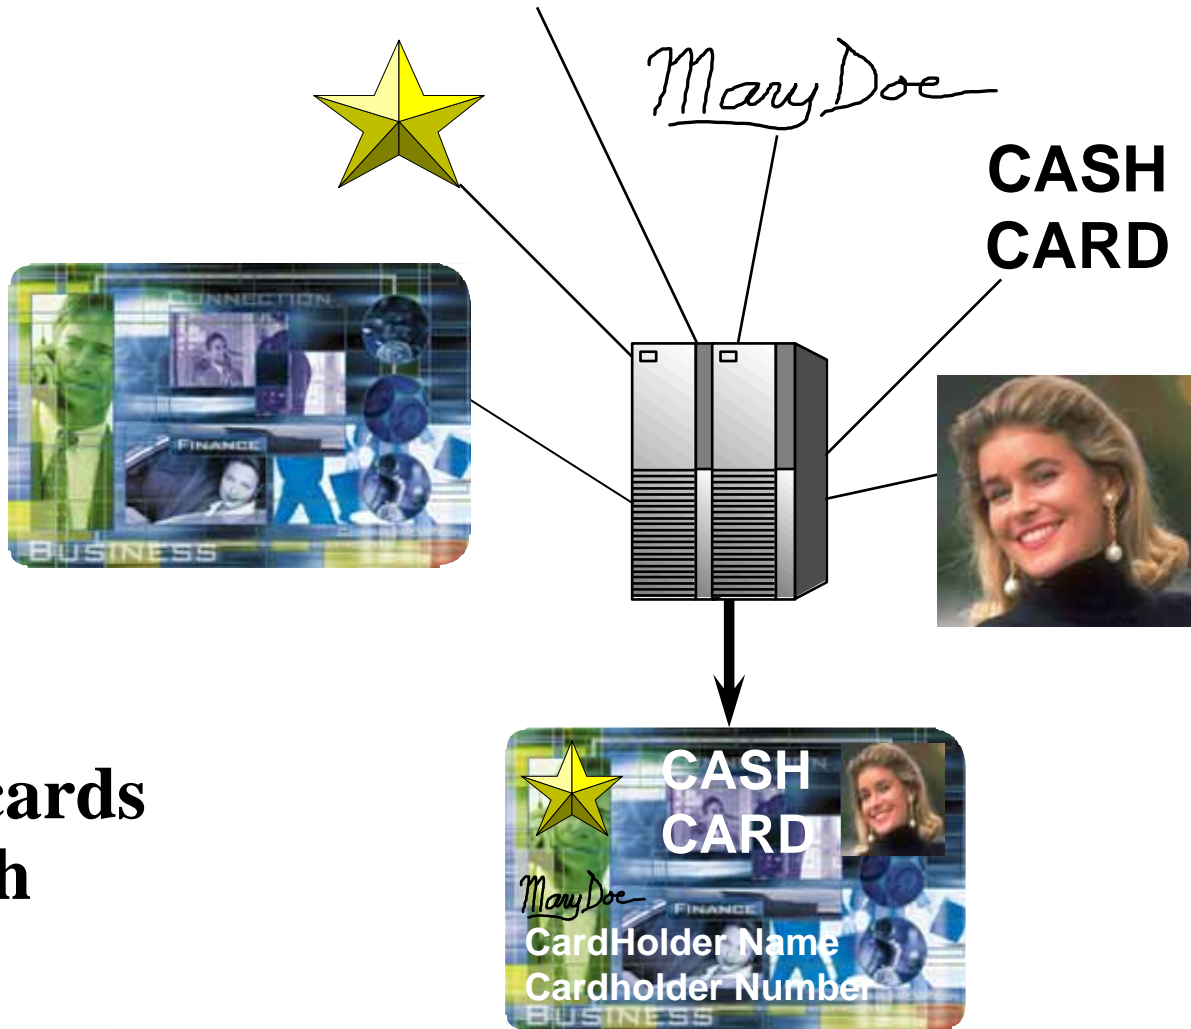 Mary Doe
CASH
CARD
CONNECTION
FINANCE
BUSINESS
cards
h
CASH
CARD
Mary Doe
FINANCE
CardHolder Name
Cardholder Number
BUSINESS